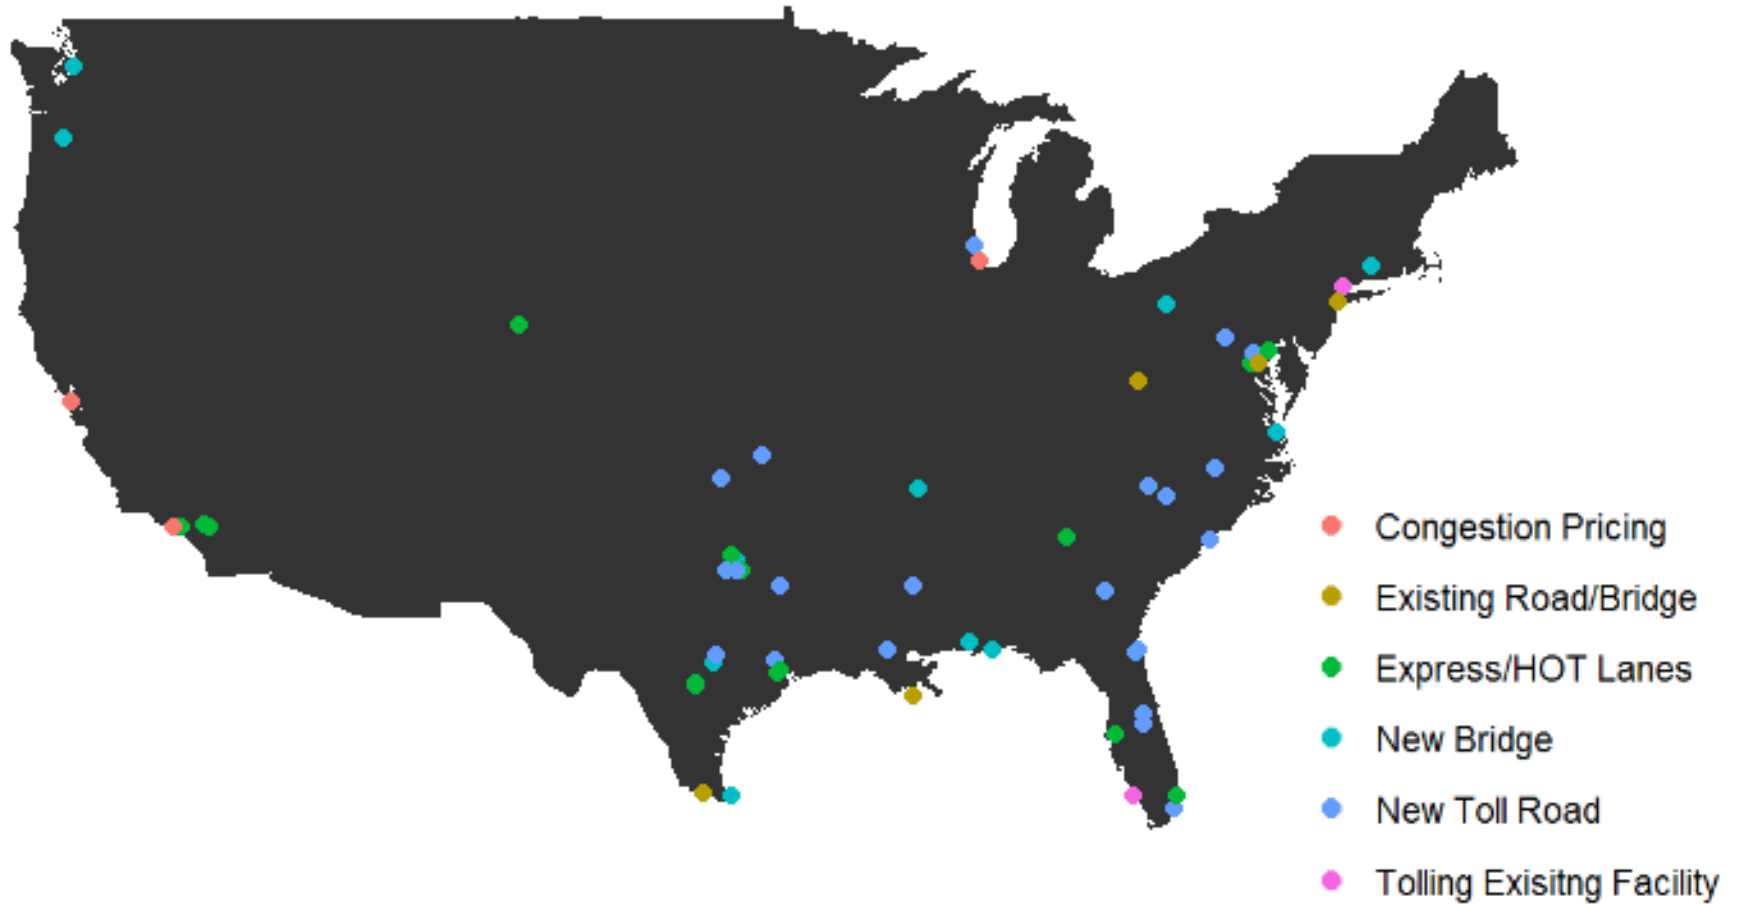 Congestion Pricing
Existing Road/Bridge
Express/HOT Lanes
New Bridge
New Toll Road
Tolling Exisitng Facility